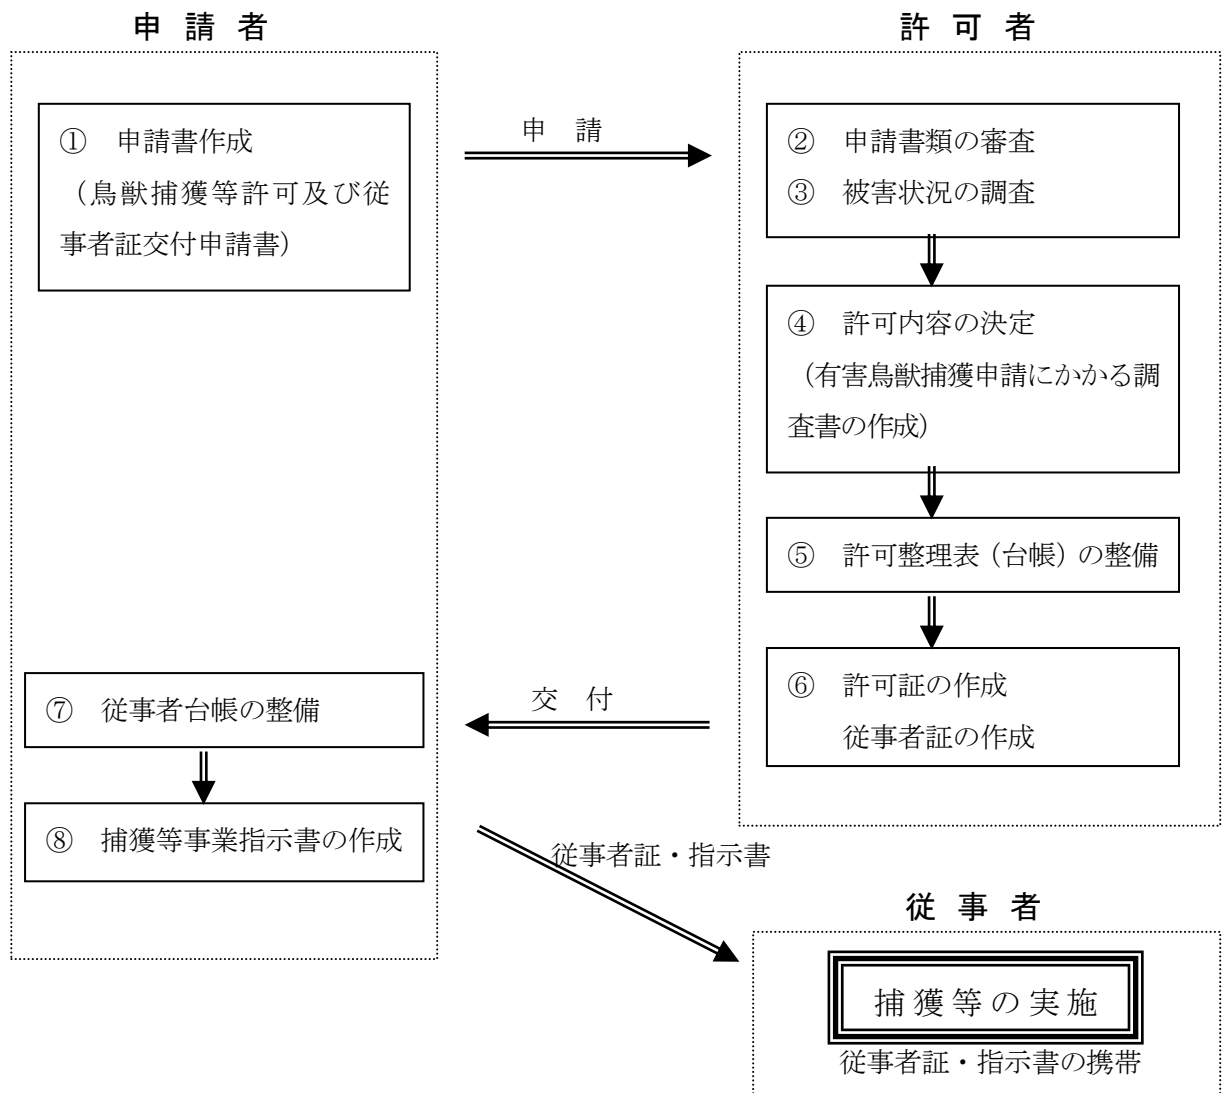 申 請 者
許 可 者
① 申請書作成
（鳥獣捕獲等許可及び従
事者証交付申請書）
申 請
② 申請書類の審査
③ 被害状況の調査
④ 許可内容の決定
（有害鳥獣捕獲申請にかかる調
査書の作成）
⑤ 許可整理表（台帳）の整備
⑥ 許可証の作成
従事者証の作成
交 付
⑦ 従事者台帳の整備
⑧ 捕獲等事業指示書の作成
従事者証・指示書
従 事 者
捕獲等の実施
従事者証・指示書の携帯